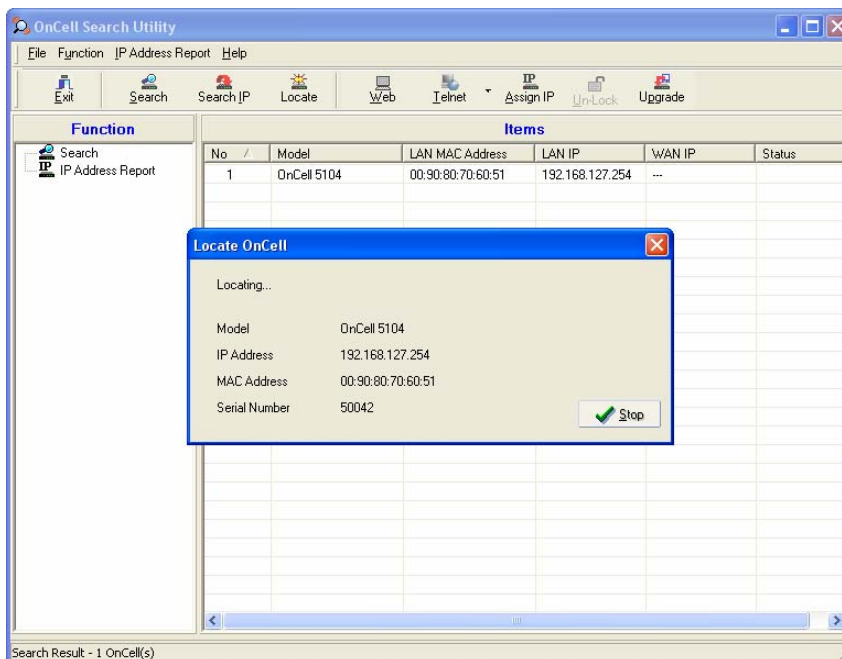 OnCell Search Utility
File Function IP Address Report Help
Exit Search Search IP Locate Web Telnet Assign IP Un-Lock Upgrade
Function Items
Search
IP Address Report
No Model LAN MAC Address LAN IP WAN IP Status
1 OnCell 5104 00:90:80:70:60:51 192.168.127.254 ---
Locate OnCell
Locating...
Model OnCell 5104
IP Address 192.168.127.254
MAC Address 00:90:80:70:60:51
Serial Number 50042
Stop
Search Result - 1 OnCell(s)